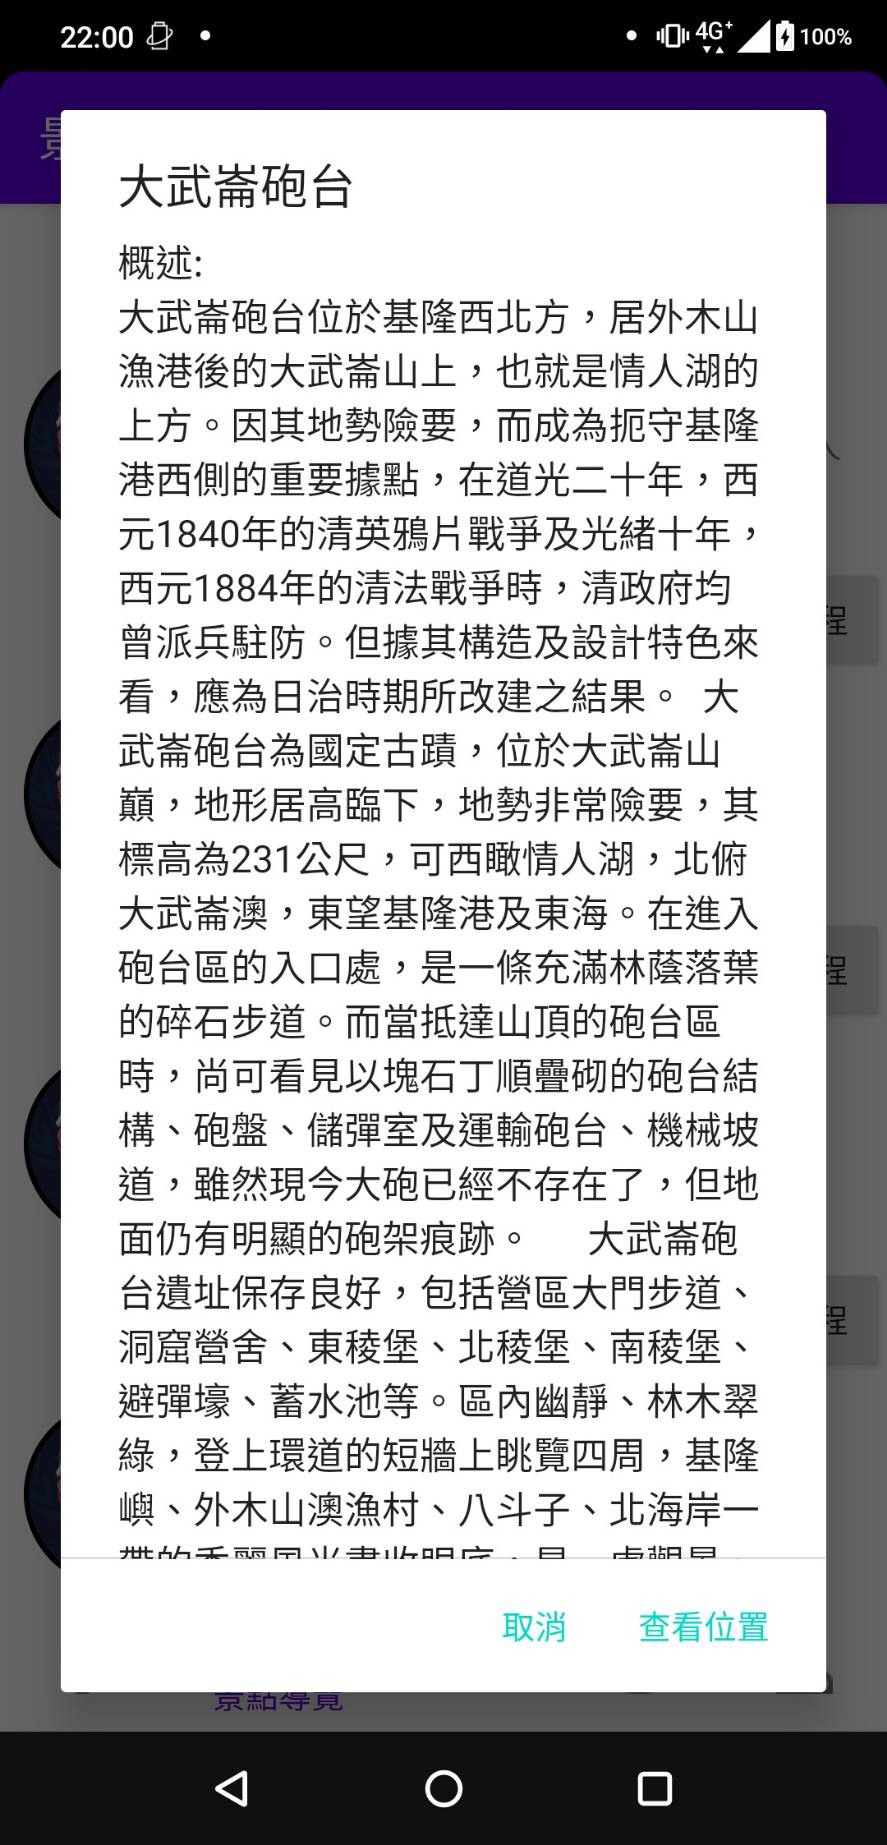 22:00
4G+
100%
大武崙砲台
概述:
大武崙砲台位於基隆西北方，居外木山
漁港後的大武崙山上，也就是情人湖的
上方。因其地勢險要，而成為扼守基隆
港西側的重要據點，在道光二十年，西
元1840年的清英鴉片戰爭及光緒十年，
西元1884年的清法戰爭時，清政府均
曾派兵駐防。但據其構造及設計特色來
看，應為日治時期所改建之結果。 大
武崙砲台為國定古蹟，位於大武崙山
巔，地形居高臨下，地勢非常險要，其
標高為231公尺，可西瞰情人湖，北俯
大武崙澳，東望基隆港及東海。在進入
砲台區的入口處，是一條充滿林蔭落葉
的碎石步道。而當抵達山頂的砲台區
時，尚可看見以塊石丁順疊砌的砲台結
構、砲盤、儲彈室及運輸砲台、機械坡
道，雖然現今大砲已經不存在了，但地
面仍有明顯的砲架痕跡。 大武崙砲
台遺址保存良好，包括營區大門步道、
洞窟營舍、東稜堡、北稜堡、南稜堡、
避彈壕、蓄水池等。區內幽靜、林木翠
綠，登上環道的短牆上眺覽四周，基隆
嶼、外木山澳漁村、八斗子、北海岸一
程
程
程
取消
查看位置
景點導覽